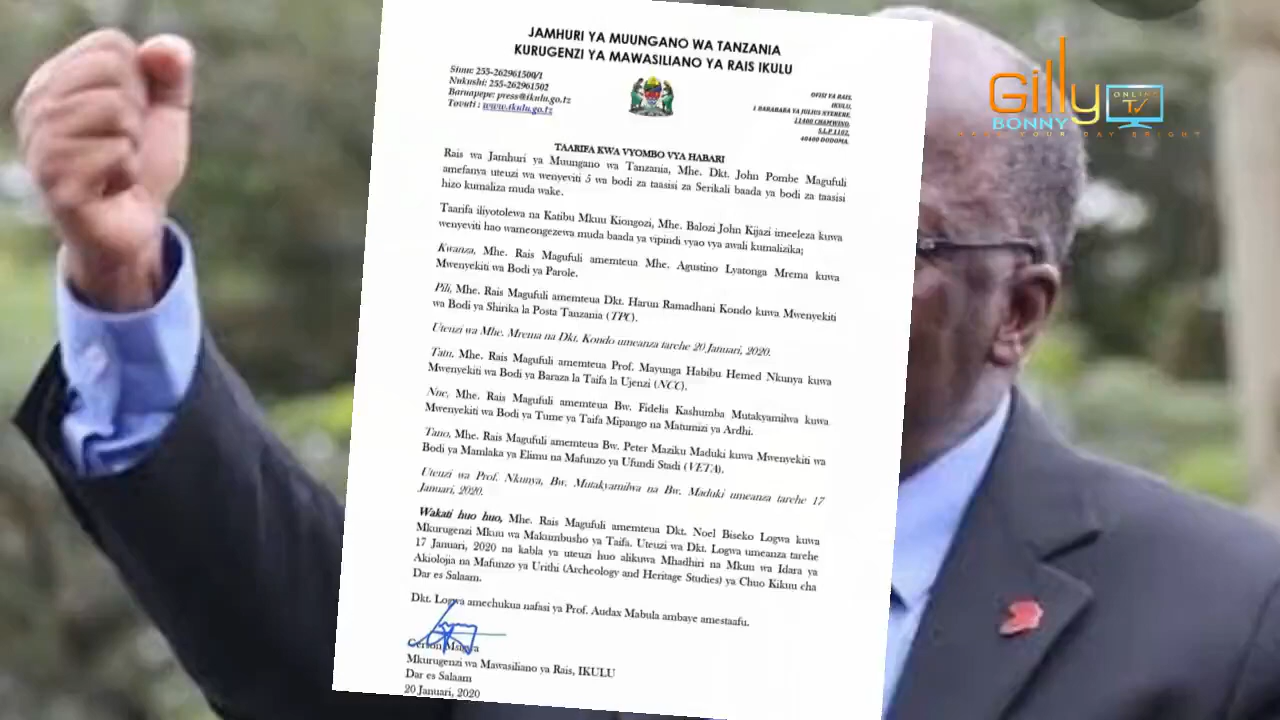 JAMHURI YA MUUNGANO WA TANZANIA
KURUGENZI YA MAWASILIANO YA RAIS IKULU
Simu: 255-262961500/1
Nukushi: 255-262961502
Baruapepe: press@ikulu.go.tz
Tovuti : www.ikulu.go.tz
OFISI YA RAIS,
IKULU,
1 BARABARA YA JULIUS NYERERE,
11400 CHAMWINO,
S.L.P 1102,
40400 DODOMA.
TAARIFA KWA VYOMBO VYA HABARI
Rais wa Jamhuri ya Muungano wa Tanzania, Mhe. Dkt. John Pombe Magufuli
amefanya uteuzi wa wenyeviti 5 wa bodi za taasisi za Serikali baada ya bodi za taasisi
hizo kumaliza muda wake.
Taarifa iliyotolewa na Katibu Mkuu Kiongozi, Mhe. Balozi John Kijazi imeeleza kuwa
wenyeviti hao wameongezewa muda baada ya vipindi vyao vya awali kumalizika;
Kwanza, Mhe. Rais Magufuli amemteua Mhe. Agustino Lyatonga Mrema kuwa
Mwenyekiti wa Bodi ya Parole.
Pili, Mhe. Rais Magufuli amemteua Dkt. Harun Ramadhani Kondo kuwa Mwenyekiti
wa Bodi ya Shirika la Posta Tanzania (TPC).
Uteuzi wa Mhe. Mrema na Dkt. Kondo umeanza tarehe 20 Januari, 2020.
Tatu, Mhe. Rais Magufuli amemteua Prof. Mayunga Habibu Hemed Nkunya kuwa
Mwenyekiti wa Bodi ya Baraza la Taifa la Ujenzi (NCC).
Nne, Mhe. Rais Magufuli amemteua Bw. Fidelis Kashumba Mutakyamilwa kuwa
Mwenyekiti wa Bodi ya Tume ya Taifa Mipango na Matumizi ya Ardhi.
Tano, Mhe. Rais Magufuli amemteua Bw. Peter Maziku Maduki kuwa Mwenyekiti wa
Bodi ya Mamlaka ya Elimu na Mafunzo ya Ufundi Stadi (VETA).
Uteuzi wa Prof. Nkunya, Bw. Mutakyamilwa na Bw. Maduki umeanza tarehe 17
Januari, 2020.
Wakati huo huo, Mhe. Rais Magufuli amemteua Dkt. Noel Biseko Logwa kuwa
Mkurugenzi Mkuu wa Makumbusho ya Taifa. Uteuzi wa Dkt. Logwa umeanza tarehe
17 Januari, 2020 na kabla ya uteuzi huo alikuwa Mhadhiri na Mkuu wa Idara ya
Akiolojia na Mafunzo ya Urithi (Archeology and Heritage Studies) ya Chuo Kikuu cha
Dar es Salaam.
Dkt. Logwa amechukua nafasi ya Prof. Audax Mabula ambaye amestaafu.
Gerson Msigwa
Mkurugenzi wa Mawasiliano ya Rais, IKULU
Dar es Salaam
20 Januari, 2020
Gilly
BONNY
ONLINE
TV